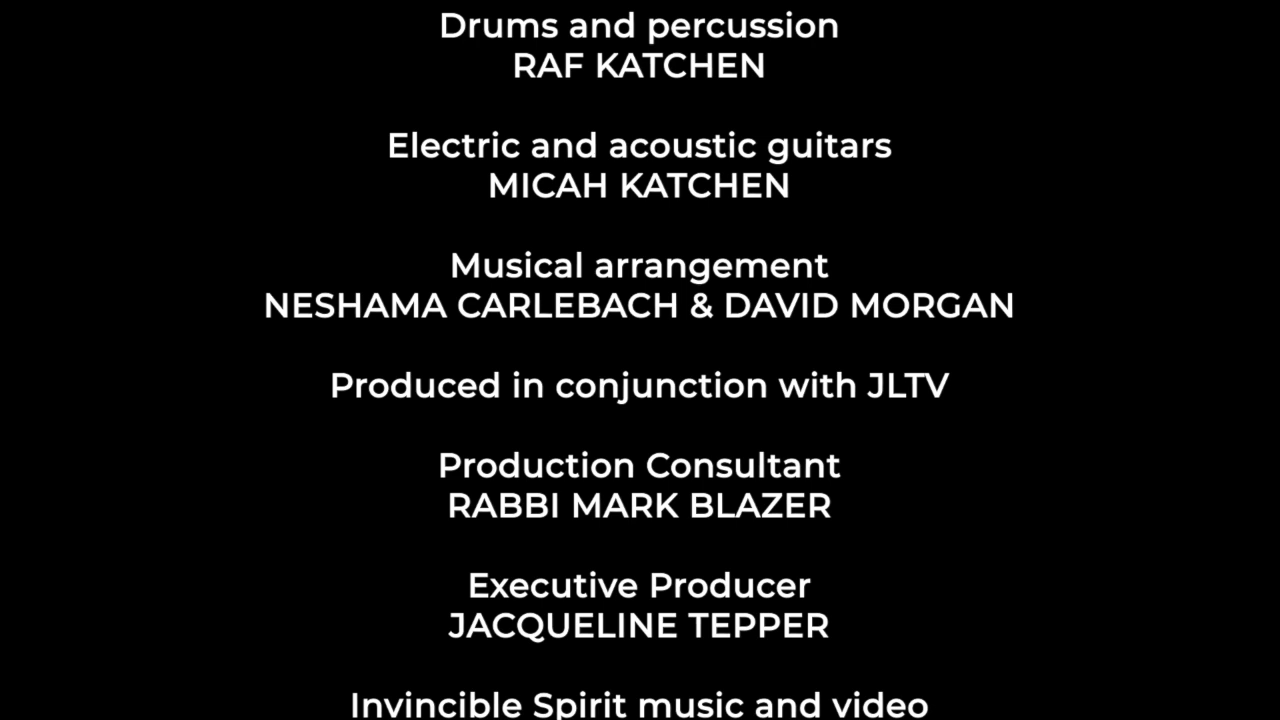 Drums and percussion
RAF KATCHEN
Electric and acoustic guitars
MICAH KATCHEN
Musical arrangement
NESHAMA CARLEBACH & DAVID MORGAN
Produced in conjunction with JLTV
Production Consultant
RABBI MARK BLAZER
Executive Producer
JACQUELINE TEPPER
Invincible Spirit music and video